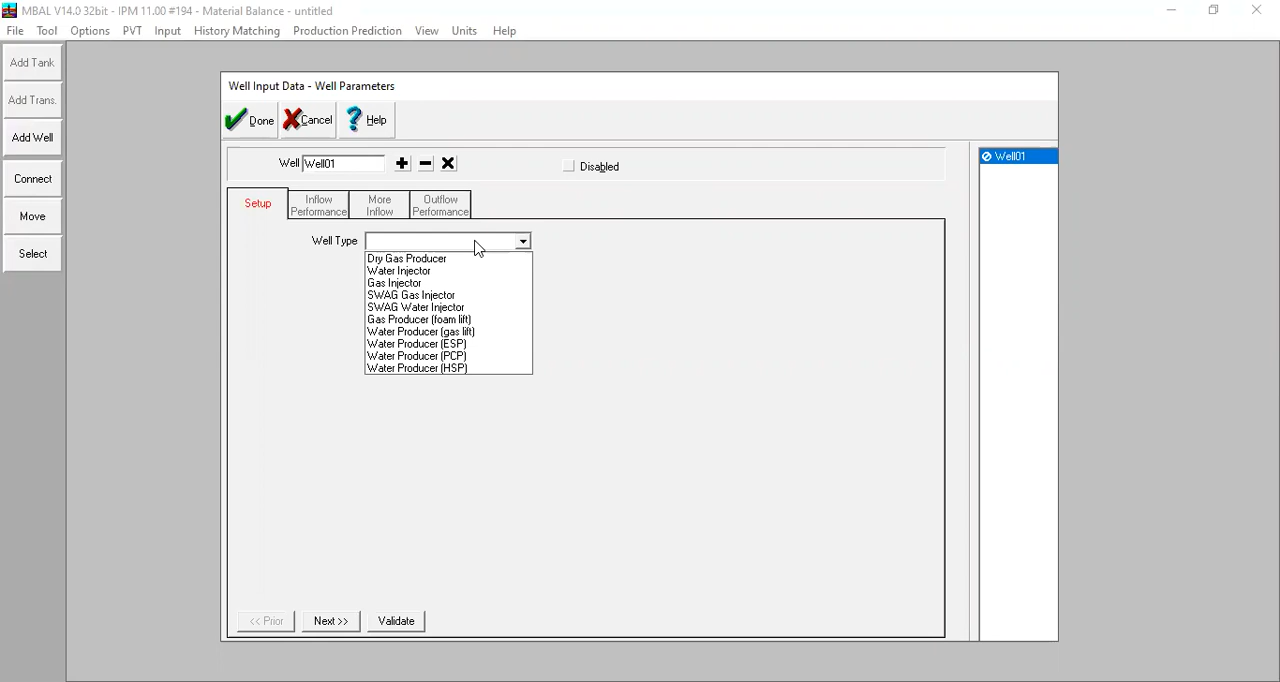 MBAL V14.0 32bit - IPM 11.00 #194 - Material Balance - untitled
File Tool Options PVT Input History Matching Production Prediction View Units Help
Add Tank
Add Trans.
Add Well
Connect
Move
Select
Well Input Data - Well Parameters
Done Cancel Help
Well Well01 Disabled
Well01
Setup Inflow Performance More Inflow Outflow Performance
Well Type
Dry Gas Producer
Water Injector
Gas Injector
SWAG Gas Injector
SWAG Water Injector
Gas Producer (foam lift)
Water Producer (gas lift)
Water Producer (ESP)
Water Producer (PCP)
Water Producer (HSP)
<< Prior Next >> Validate